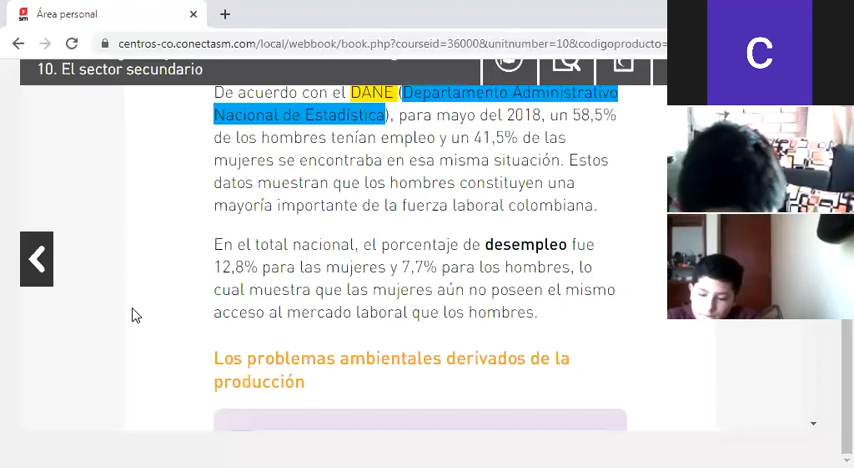 Área personal
centros-co.conectasm.com/local/webbook/book.php?courseid=36000&unitnumber=10&codigoproducto=
10. El sector secundario
De acuerdo con el DANE (Departamento Administrativo
Nacional de Estadística), para mayo del 2018, un 58,5%
de los hombres tenían empleo y un 41,5% de las
mujeres se encontraba en esa misma situación. Estos
datos muestran que los hombres constituyen una
mayoría importante de la fuerza laboral colombiana.
En el total nacional, el porcentaje de desempleo fue
12,8% para las mujeres y 7,7% para los hombres, lo
cual muestra que las mujeres aún no poseen el mismo
acceso al mercado laboral que los hombres.
Los problemas ambientales derivados de la
producción
C